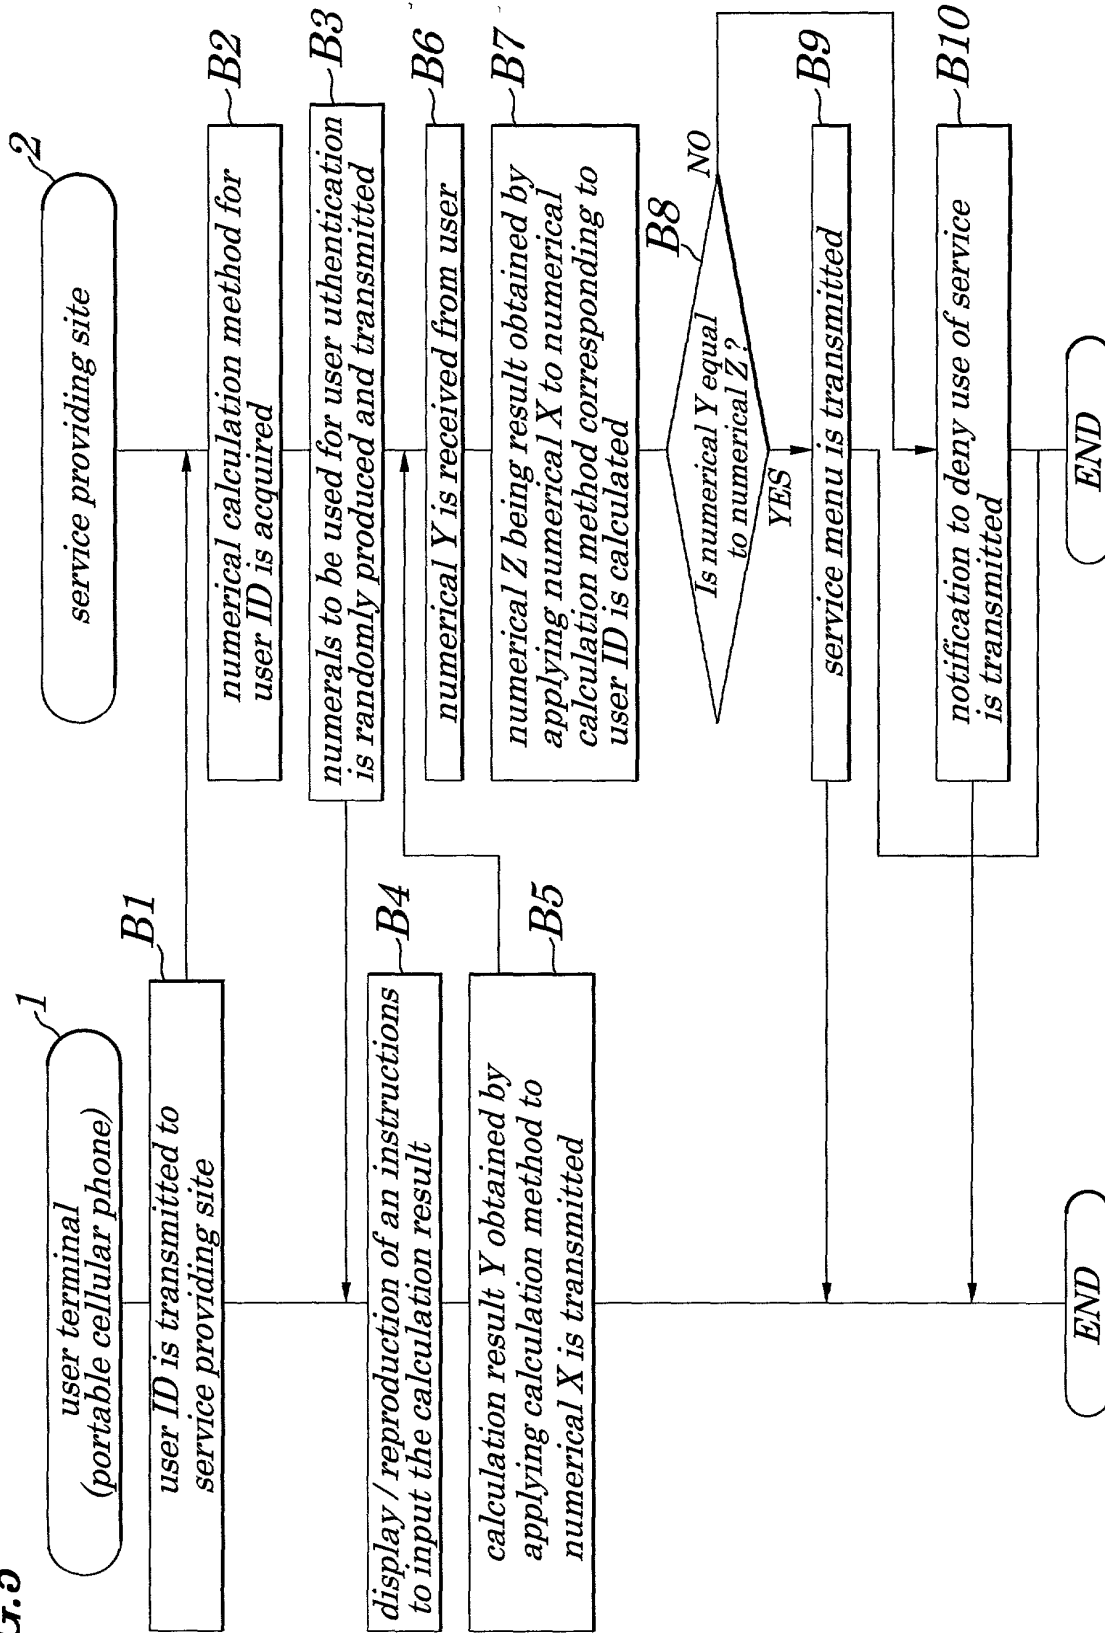 1
user terminal
(portable cellular phone)
B1
user ID is transmitted to
service providing site
B4
display / reproduction of an instructions
to input the calculation result
B5
calculation result Y obtained by
applying calculation method to
numerical X is transmitted
END
2
service providing site
B2
numerical calculation method for
user ID is acquired
B3
numerals to be used for user uthentication
is randomly produced and transmitted
B6
numerical Y is received from user
B7
numerical Z being result obtained by
applying numerical X to numerical
calculation method corresponding to
user ID is calculated
B8
Is numerical Y equal
to numerical Z?
NO
YES
B9
service menu is transmitted
B10
notification to deny use of service
is transmitted
END